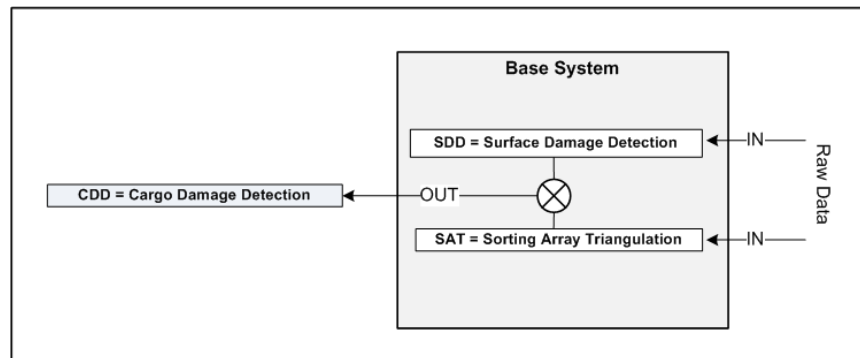 Base System
SDD = Surface Damage Detection
IN
Raw Data
CDD = Cargo Damage Detection
OUT
SAT = Sorting Array Triangulation
IN